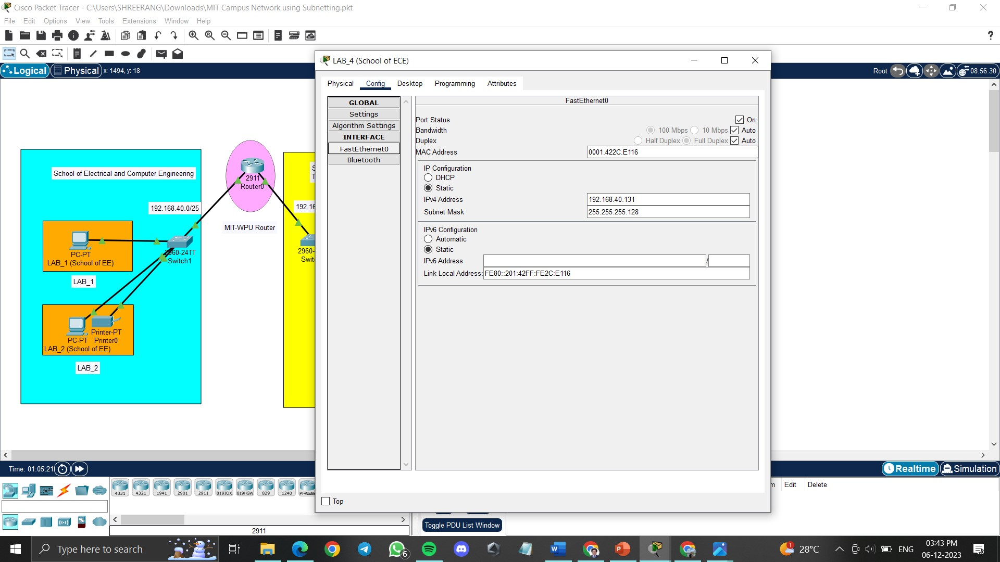 Cisco Packet Tracer - C:\Users\SHREERANG\Downloads\MIT Campus Network using Subnetting.pkt
File Edit Options View Tools Extensions Window Help
?
Logical Physical x: 1494, y: 18
Root 08:56:30
LAB_4 (School of ECE)
Physical Config Desktop Programming Attributes
GLOBAL
Settings
Algorithm Settings
INTERFACE
FastEthernet0
Bluetooth
FastEthernet0
Port Status On
Bandwidth 100 Mbps 10 Mbps Auto
Duplex Half Duplex Full Duplex Auto
MAC Address 0001.422C.E116
IP Configuration
DHCP
Static
IPv4 Address 192.168.40.131
Subnet Mask 255.255.255.128
IPv6 Configuration
Automatic
Static
IPv6 Address /
Link Local Address: FE80::201:42FF:FE2C:E116
Top
School of Electrical and Computer Engineering
192.168.40.0/25
2911
Router0
MIT-WPU Router
S
T
192.16
2960-
Swit
PC-PT
LAB_1 (School of EE)
LAB_1
2960-24TT
Switch1
Printer-PT
PC-PT Printer0
LAB_2 (School of EE)
LAB_2
Time: 01:05:21
Realtime Simulation
4331 4321 1941 2901 2911 819IOX 819HGW 829 1240 PT-Route
2911
m Edit Delete
Toggle PDU List Window
Type here to search
6
1
28°C
ENG
03:43 PM
06-12-2023